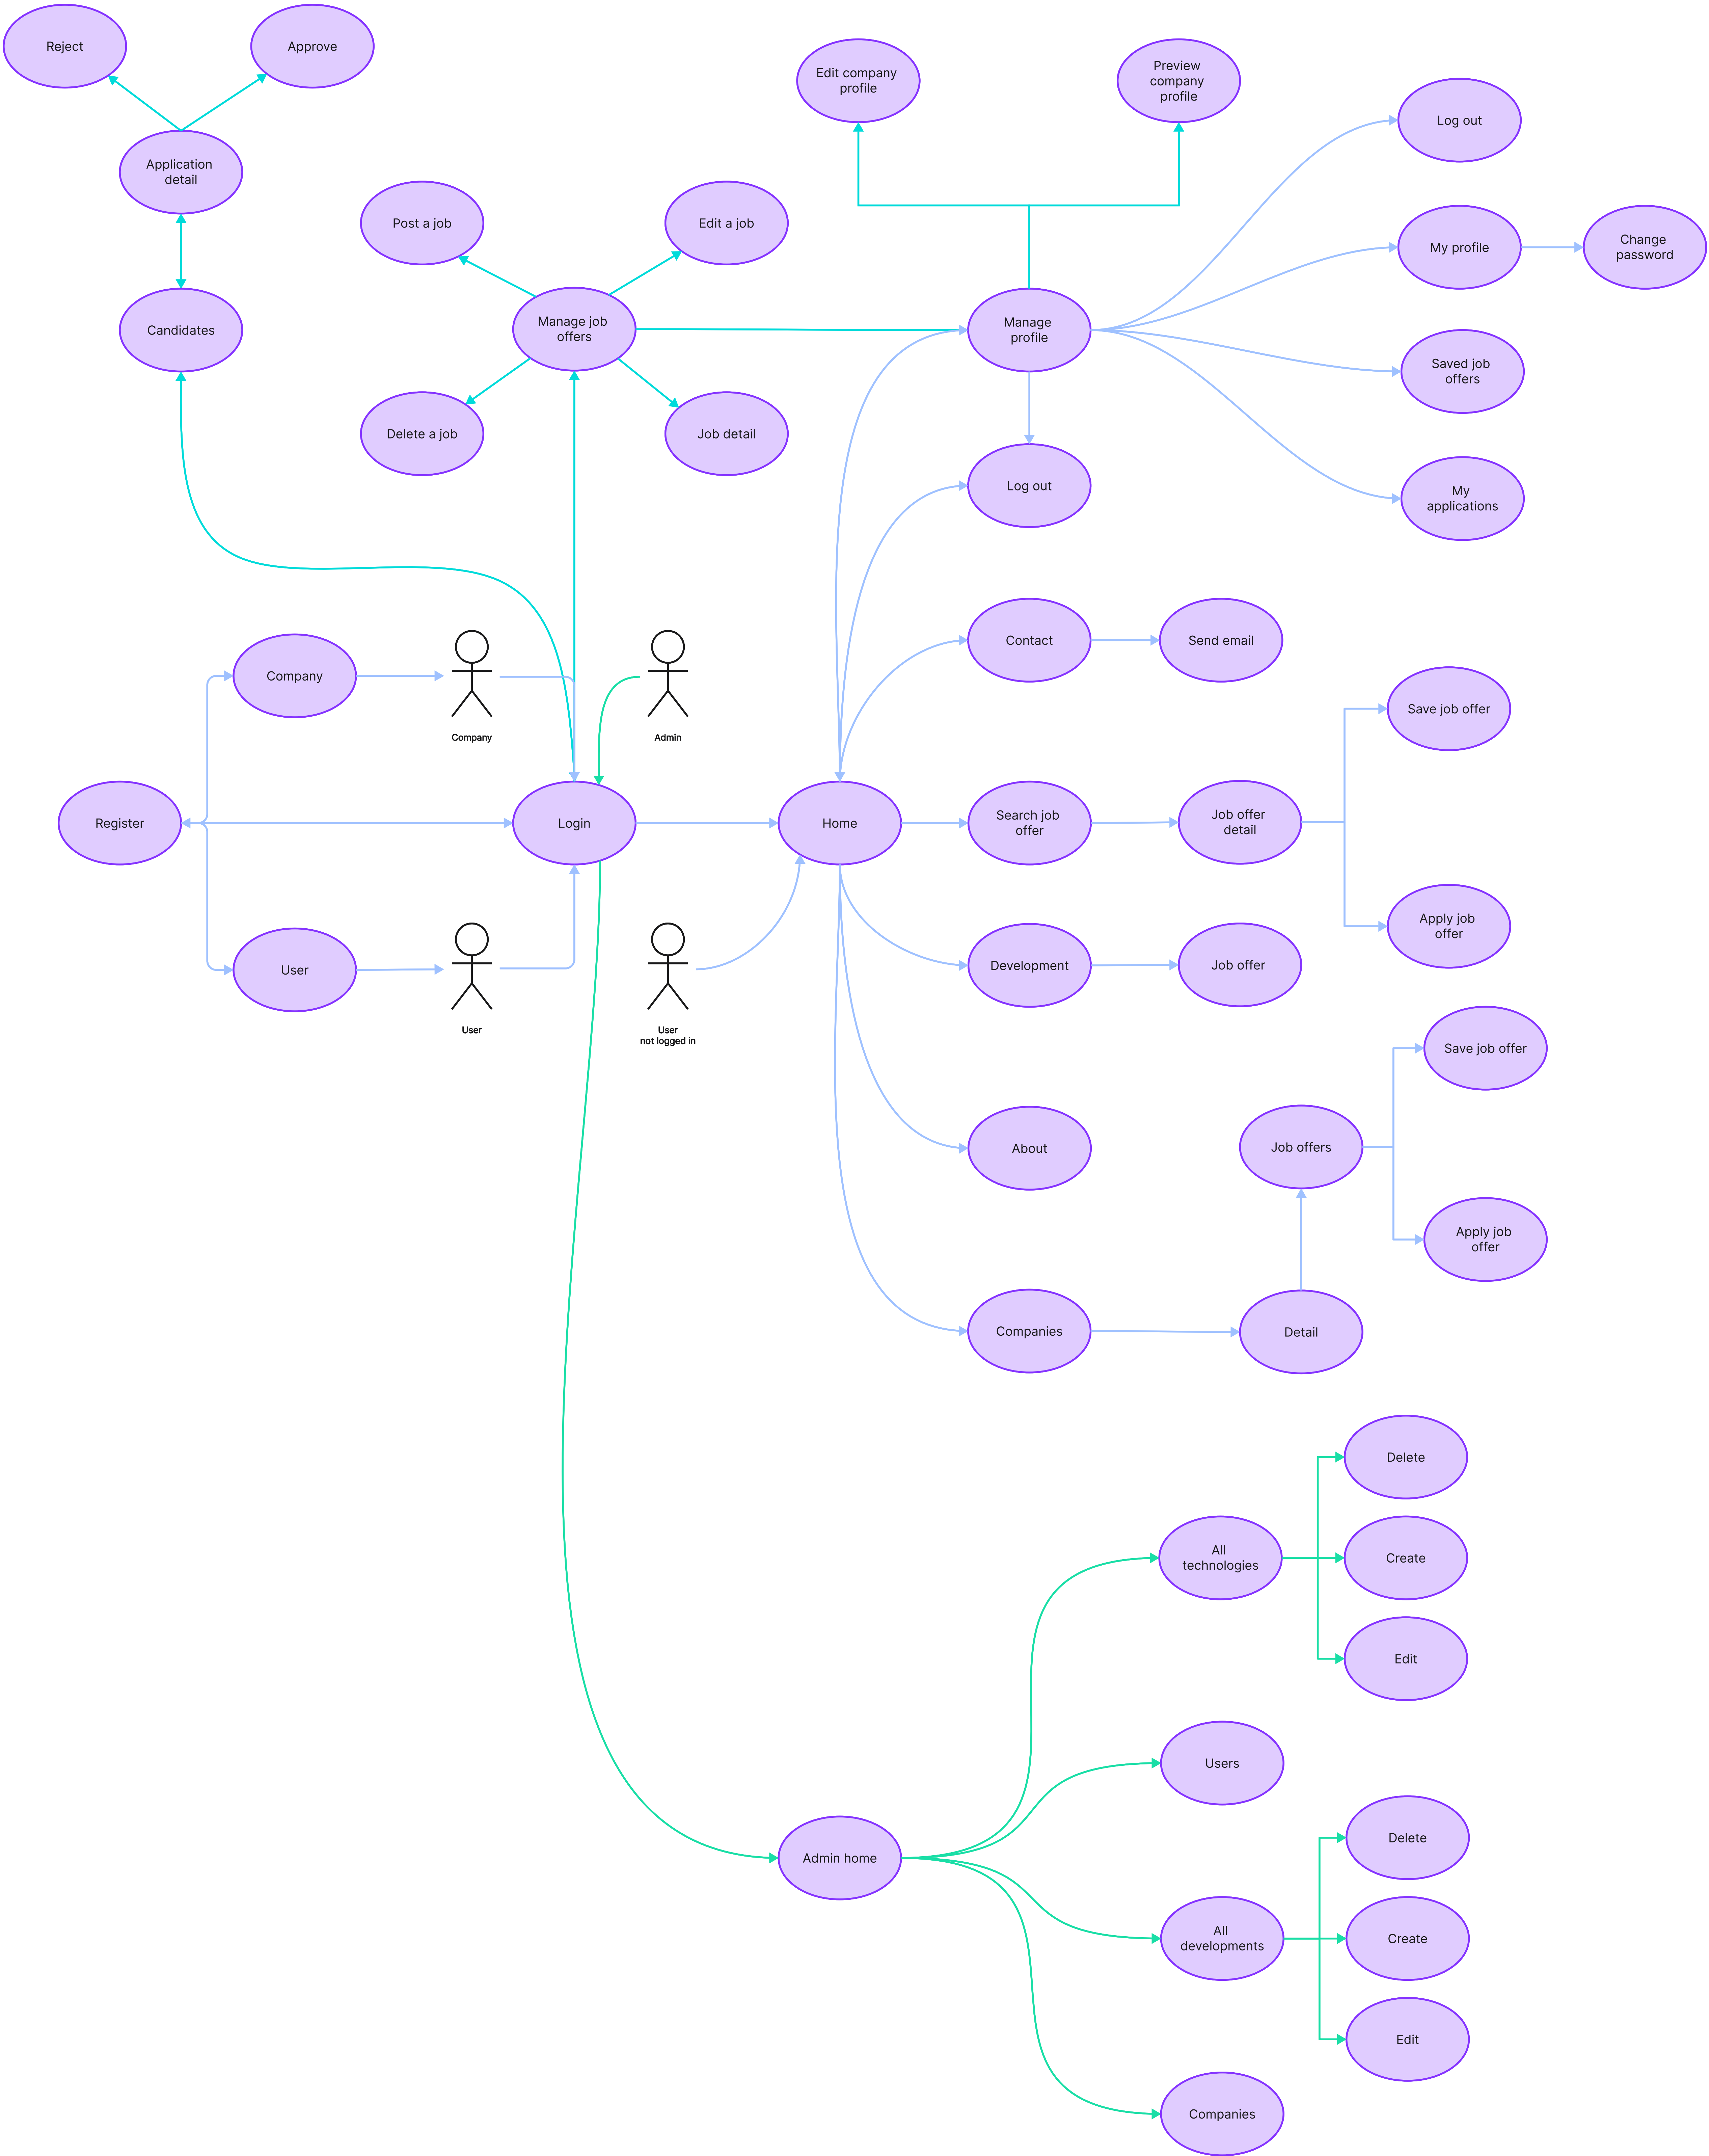 Reject
Approve
Edit company
profile
Preview
company
profile
Log out
Application
detail
Post a job
Edit a job
My profile
Change
password
Candidates
Manage job
offers
Manage
profile
Saved job
offers
Delete a job
Job detail
Log out
My
applications
Company
Company
Admin
Contact
Send email
Save job offer
Register
Login
Home
Search job
offer
Job offer
detail
Apply job
offer
User
User
User
not logged in
Development
Job offer
Save job offer
About
Job offers
Apply job
offer
Companies
Detail
Delete
All
technologies
Create
Edit
Users
Admin home
Delete
All
developments
Create
Edit
Companies